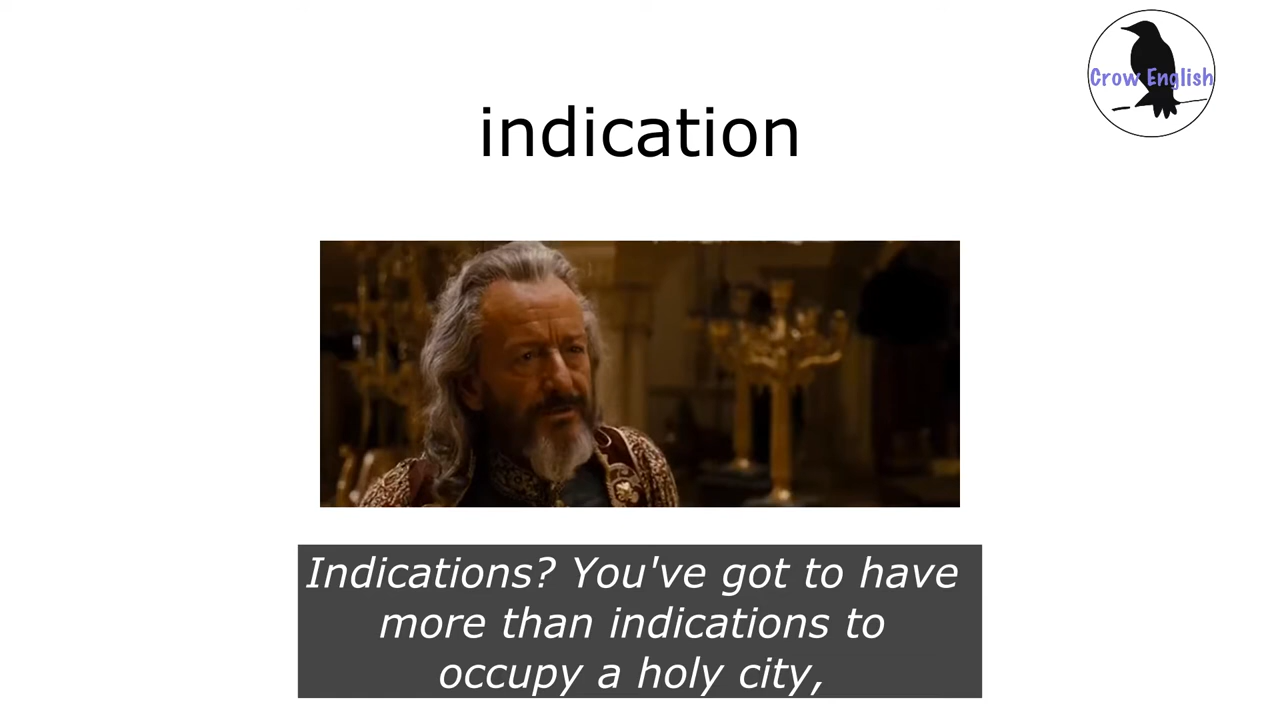 Crow English
indication
Indications? You've got to have
more than indications to
occupy a holy city,